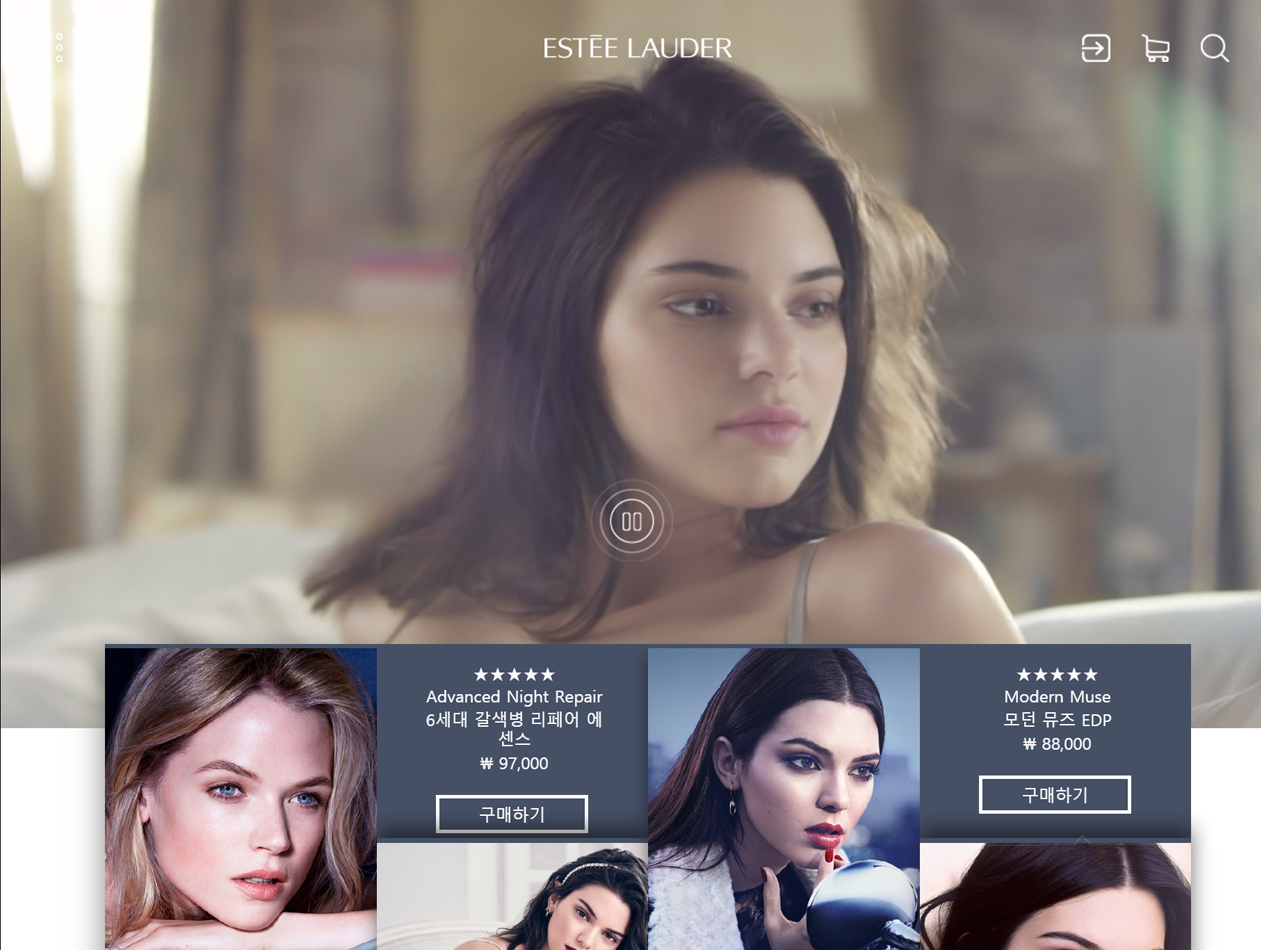 ESTĒE LAUDER
★★★★★
Advanced Night Repair
6세대 갈색병 리페어 에
센스
₩ 97,000
구매하기
★★★★★
Modern Muse
모던 뮤즈 EDP
₩ 88,000
구매하기